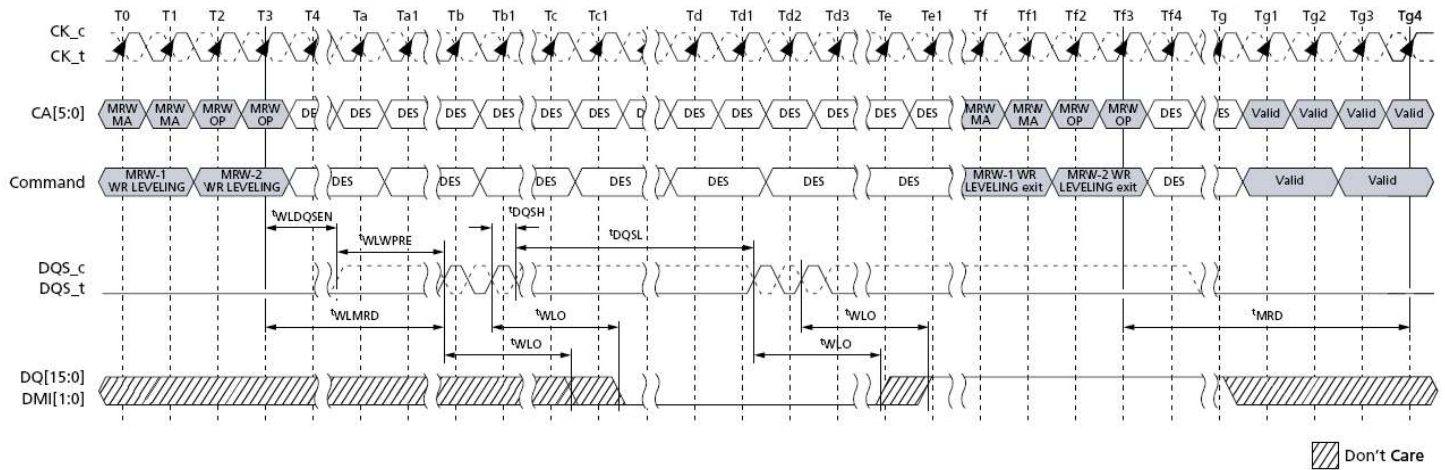 T0 T1 T2 T3 T4 Ta Ta1 Tb Tb1 Tc Tc1 Td Td1 Td2 Td3 Te Te1 Tf Tf1 Tf2 Tf3 Tf4 Tg Tg1 Tg2 Tg3 Tg4
CK_c
CK_t
CA[5:0] MRW MA MRW MA MRW OP MRW OP DE DES DES DES DES DES DES D DES DES DES DES DES DES MRW MA MRW MA MRW OP MRW OP DES ES Valid Valid Valid Valid
Command MRW-1 WR LEVELING MRW-2 WR LEVELING DES DES DES DES DES DES DES MRW-1 WR LEVELING exit MRW-2 WR LEVELING exit DES Valid Valid
tWLDQSEN tDQSH
tWLWPRE tDQSL
DQS_c
DQS_t
tWLMRD tWLO tWLO tMRD
tWLO tWLO
DQ[15:0]
DMI[1:0]
Don't Care